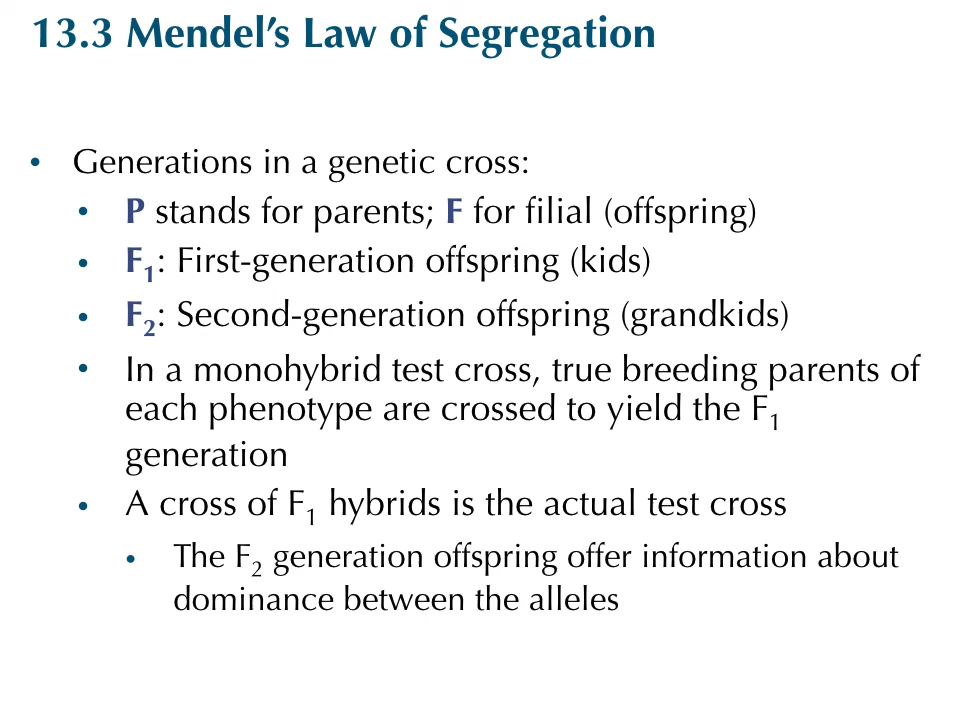 13.3 Mendel’s Law of Segregation
• Generations in a genetic cross:
• P stands for parents; F for filial (offspring)
• F₁: First-generation offspring (kids)
• F₂: Second-generation offspring (grandkids)
• In a monohybrid test cross, true breeding parents of
each phenotype are crossed to yield the F₁
generation
• A cross of F₁ hybrids is the actual test cross
• The F₂ generation offspring offer information about
dominance between the alleles